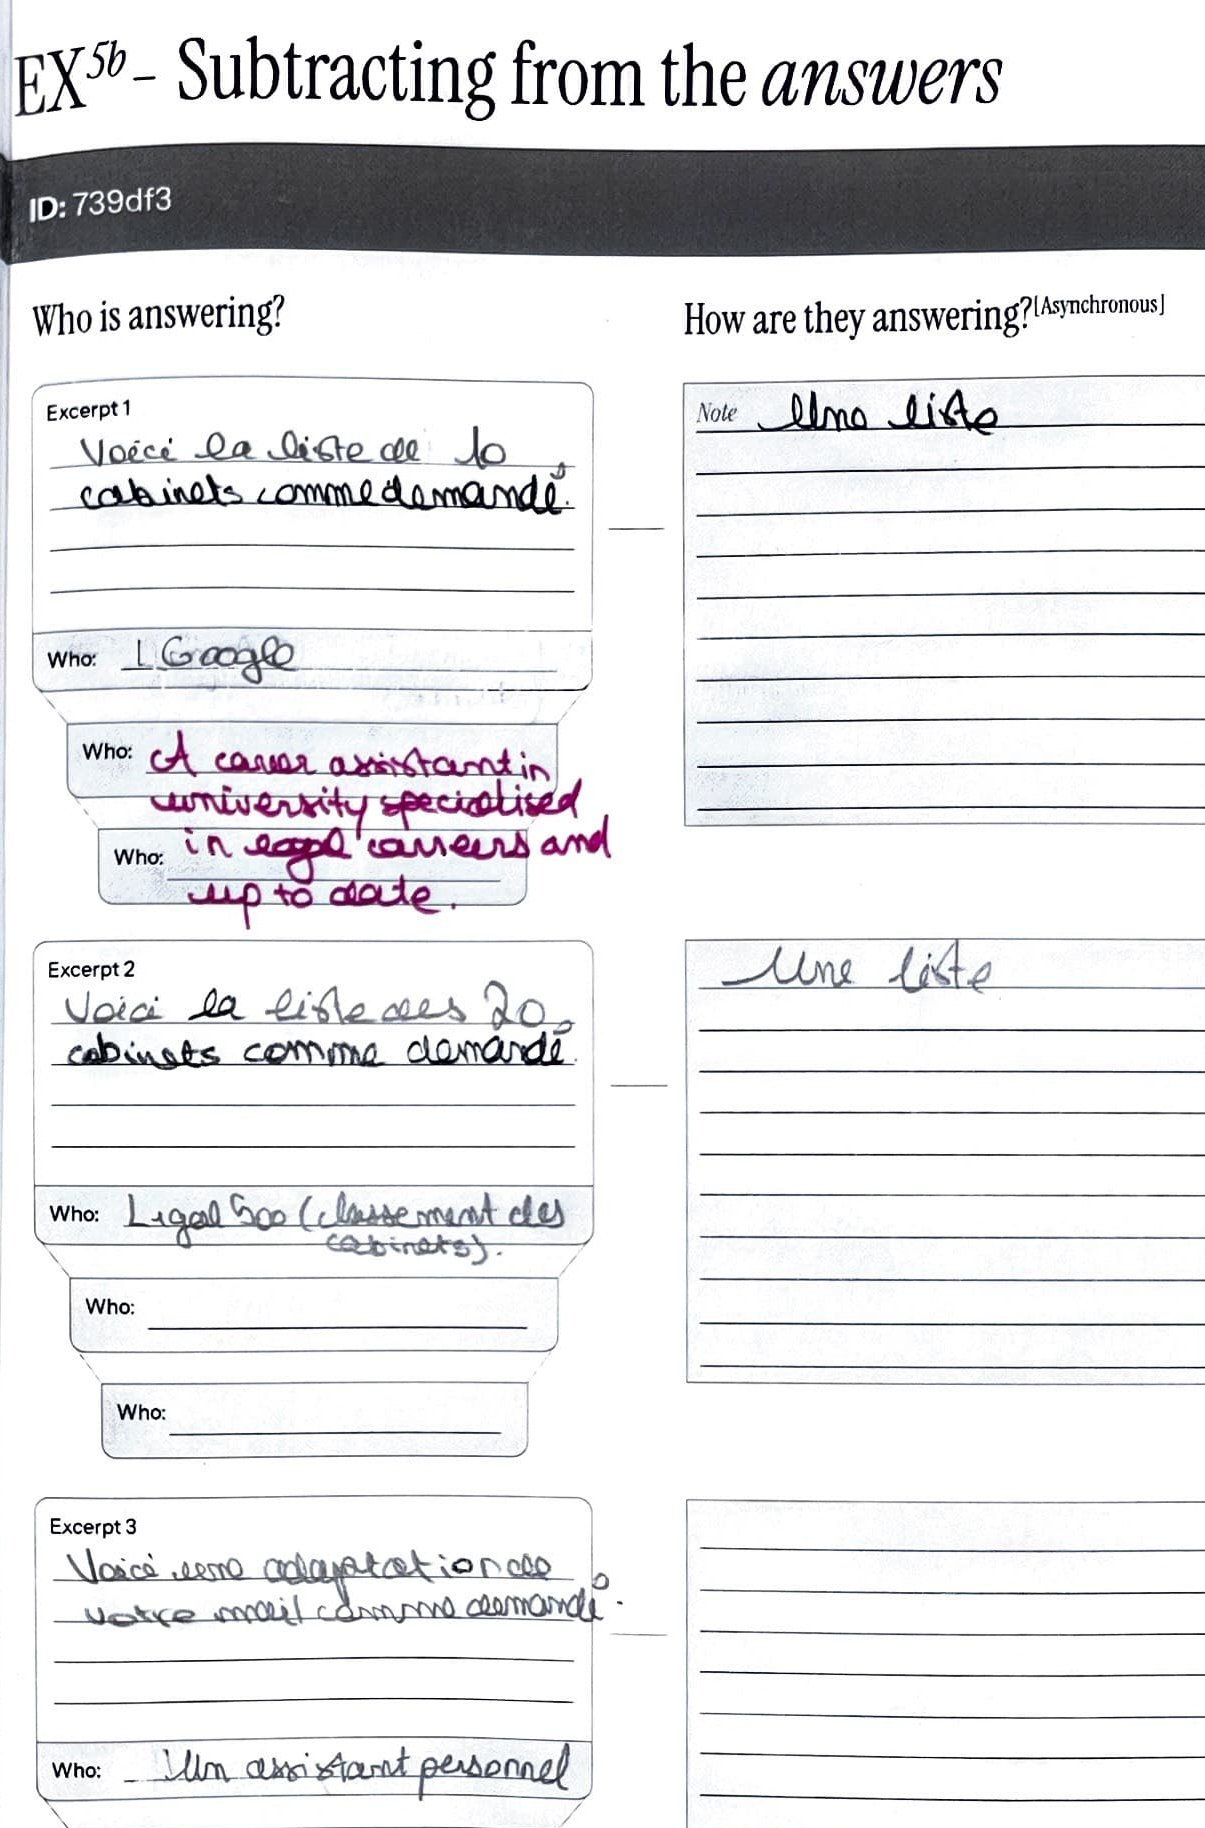 EX5b – Subtracting from the answers
ID: 739df3
Who is answering?
Excerpt 1
Voici la liste de 10
cabinets comme demandé.
Who: Google
Who: A career assistant in
university specialised
Who: in legal carreers and
up to date.
Excerpt 2
Voici la liste des 20
cabinets comme demandé.
Who: Legal 500 (classement des
cabinets).
Who:
Who:
Excerpt 3
Voici une adaptation de
votre mail comme demandé.
Who: Un assistant personnel
How are they answering?[Asynchronous]
Note Une liste
Une liste